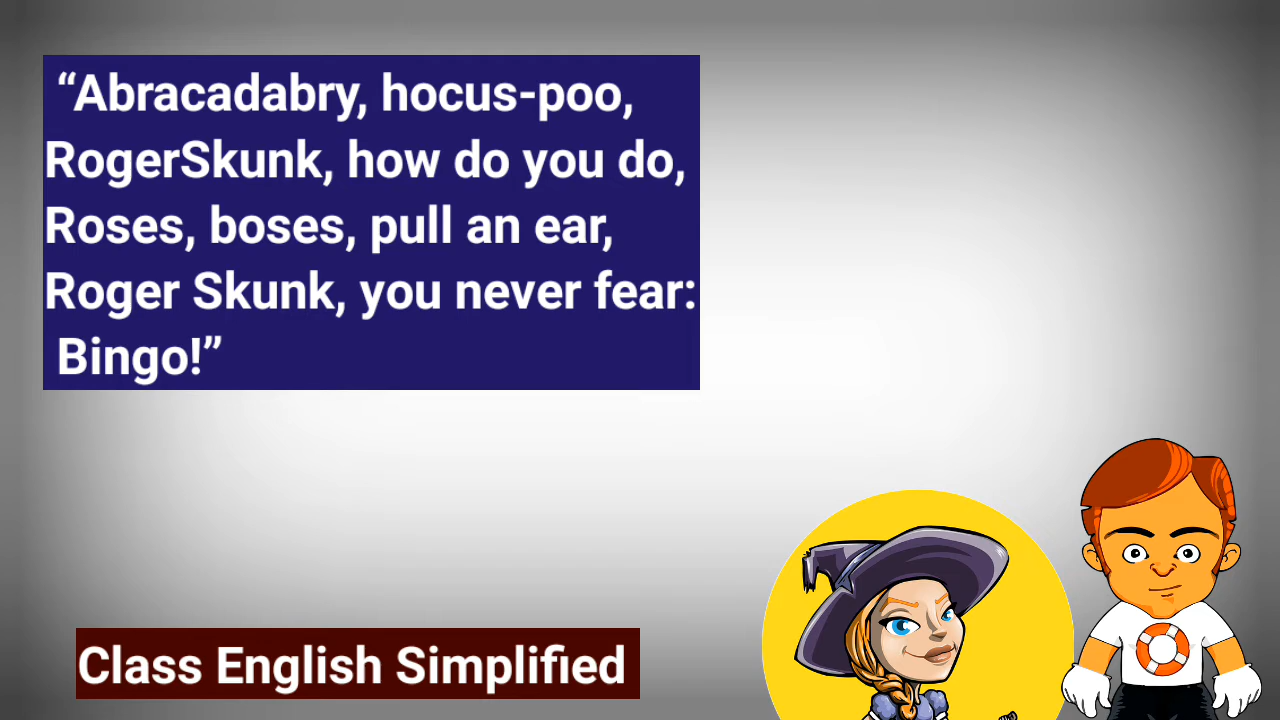 “Abracadabry, hocus-poo,
RogerSkunk, how do you do,
Roses, boses, pull an ear,
Roger Skunk, you never fear:
Bingo!”
Class English Simplified